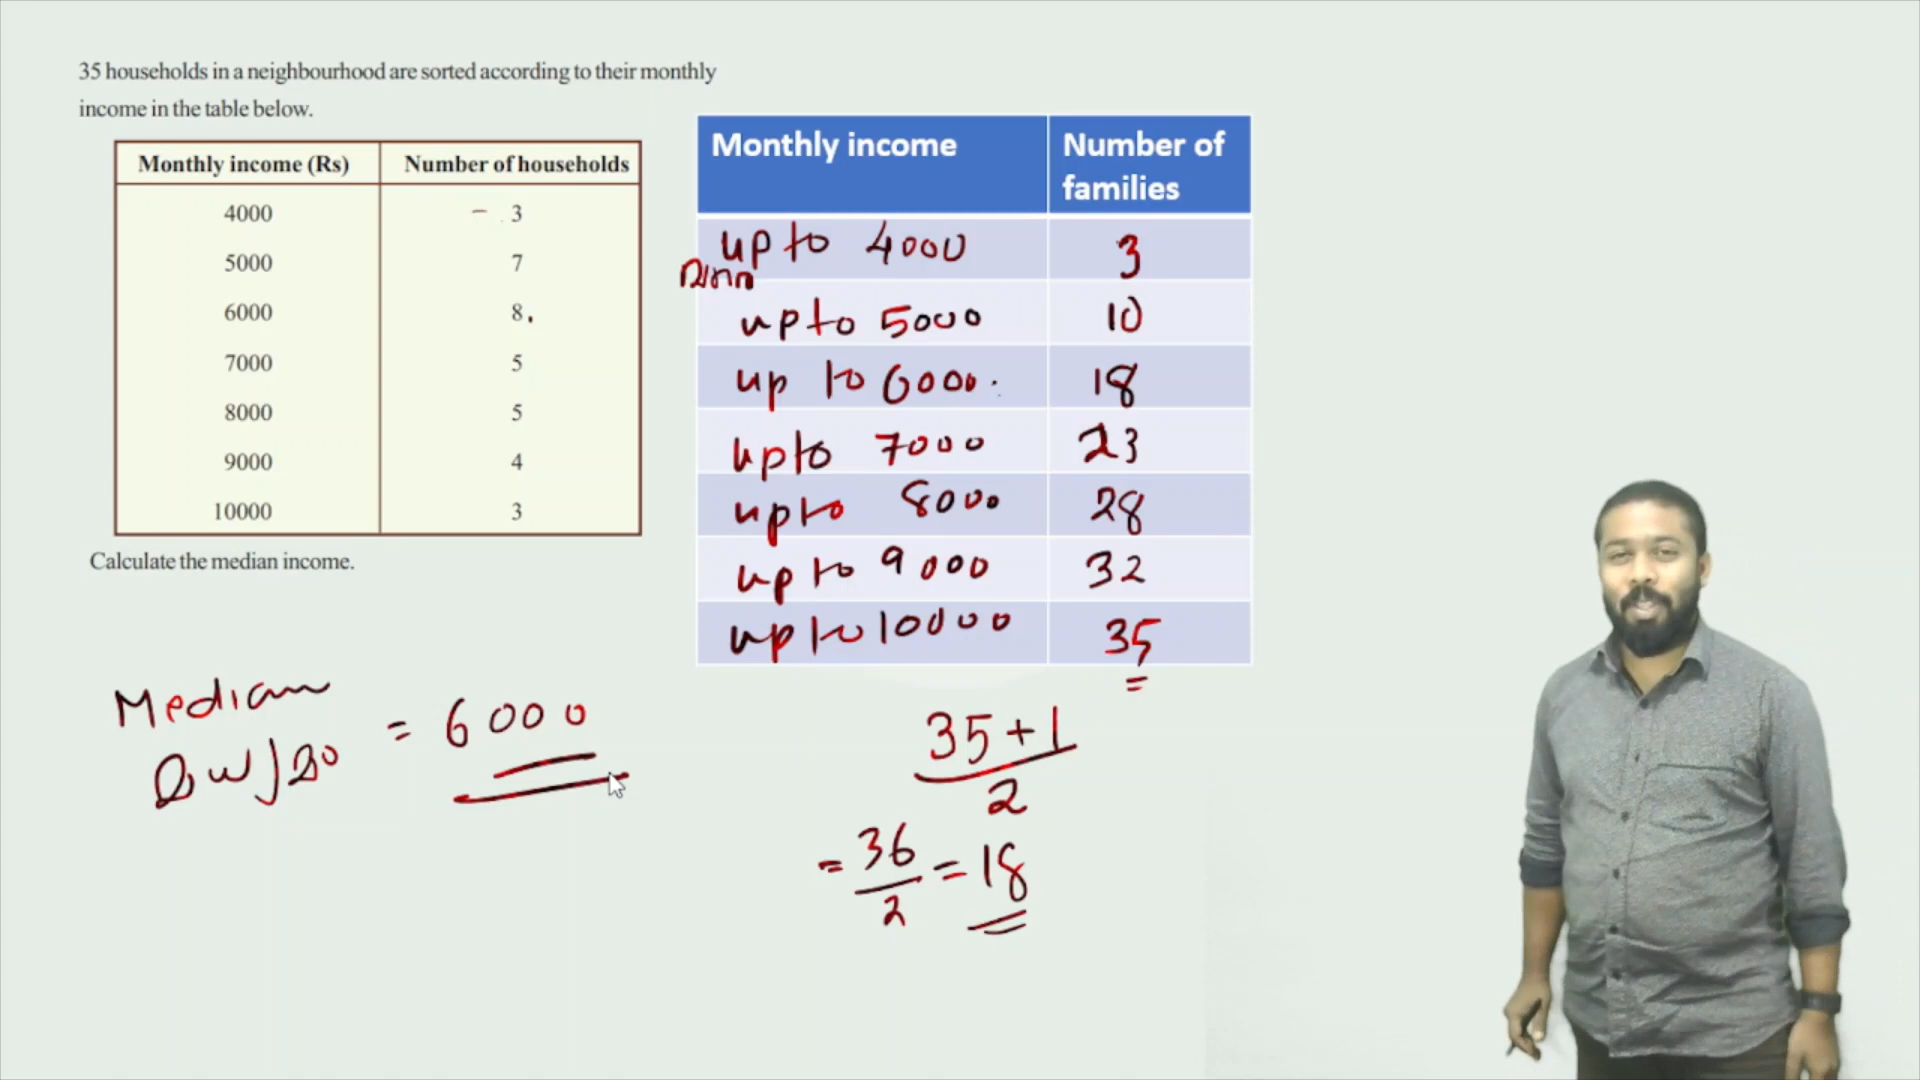 35 households in a neighbourhood are sorted according to their monthly
income in the table below.
Monthly income (Rs) Number of households
4000 3
5000 7
6000 8
7000 5
8000 5
9000 4
10000 3
Calculate the median income.
Monthly income Number of families
up to 4000 3
up to 5000 10
up to 6000 18
up to 7000 23
up to 8000 28
up to 9000 32
up to 10000 35
Median
= 6000
35+1
2
= 36 = 18
2